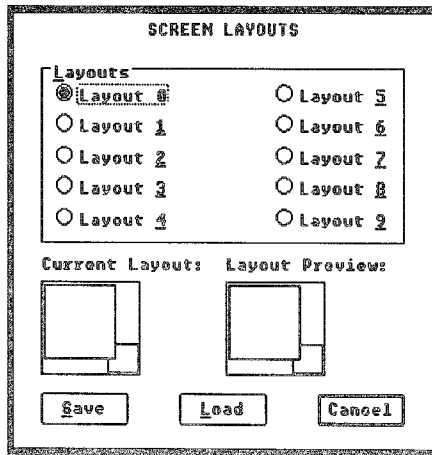 SCREEN LAYOUTS
Layouts
Layout 0
Layout 1
Layout 2
Layout 3
Layout 4
Layout 5
Layout 6
Layout 7
Layout 8
Layout 9
Current Layout: Layout Preview:
Save Load Cancel